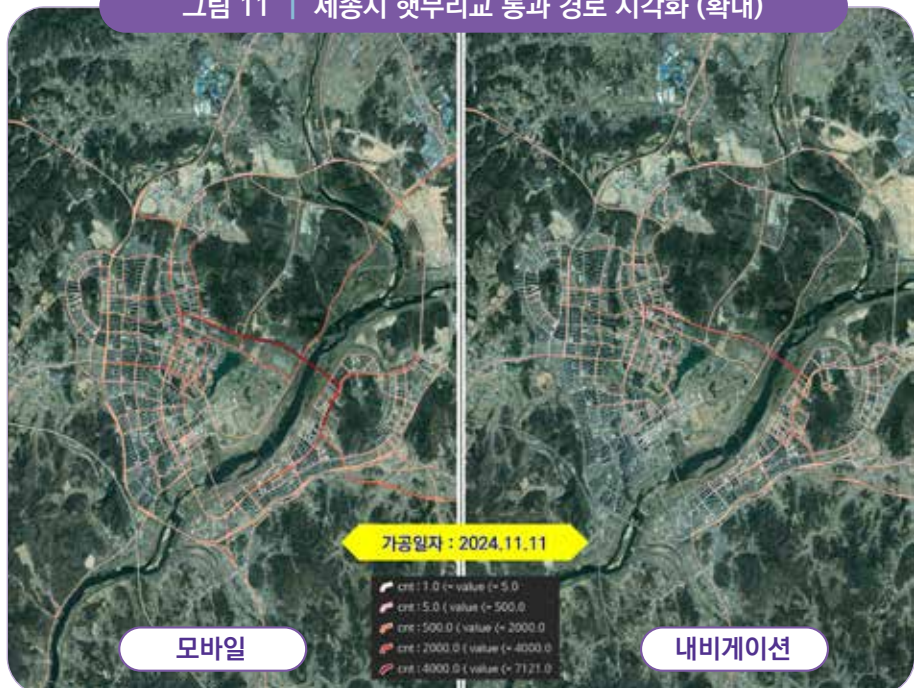 그림 11 | 세종시 햇무리교 통과 경로 시각화 (확대)
가공일자 : 2024.11.11
cnt : 1.0 (= value (= 5.0
cnt : 5.0 ( value (= 500.0
cnt : 500.0 ( value (= 2000.0
cnt : 2000.0 ( value (= 4000.0
cnt : 4000.0 ( value (= 7121.0
모바일
내비게이션